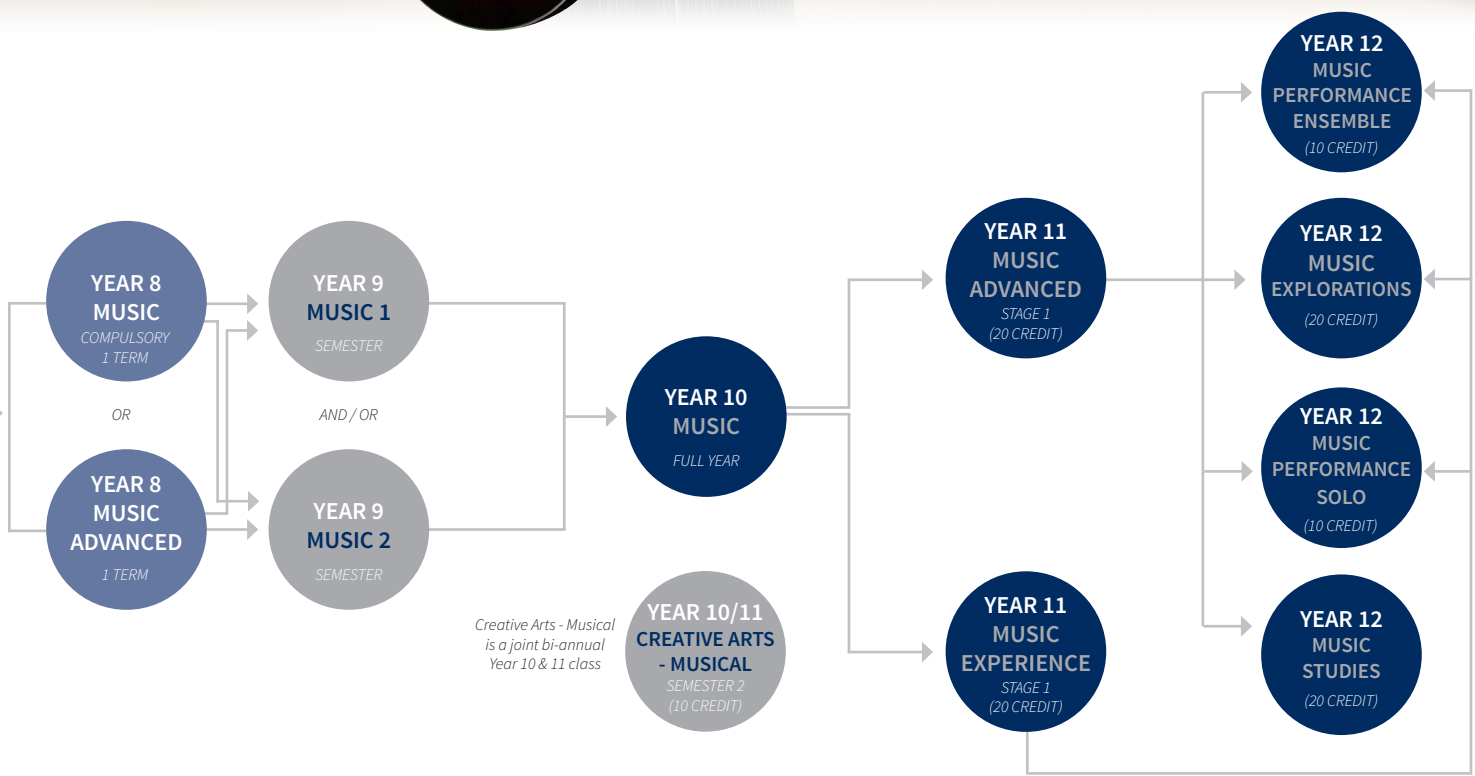 YEAR 8
MUSIC
COMPULSORY
1 TERM
OR
YEAR 8
MUSIC
ADVANCED
1 TERM
YEAR 9
MUSIC 1
SEMESTER
AND / OR
YEAR 9
MUSIC 2
SEMESTER
YEAR 10
MUSIC
FULL YEAR
Creative Arts - Musical
is a joint bi-annual
Year 10 & 11 class
YEAR 10/11
CREATIVE ARTS
- MUSICAL
SEMESTER 2
(10 CREDIT)
YEAR 11
MUSIC
ADVANCED
STAGE 1
(20 CREDIT)
YEAR 11
MUSIC
EXPERIENCE
STAGE 1
(20 CREDIT)
YEAR 12
MUSIC
PERFORMANCE
ENSEMBLE
(10 CREDIT)
YEAR 12
MUSIC
EXPLORATIONS
(20 CREDIT)
YEAR 12
MUSIC
PERFORMANCE
SOLO
(10 CREDIT)
YEAR 12
MUSIC
STUDIES
(20 CREDIT)